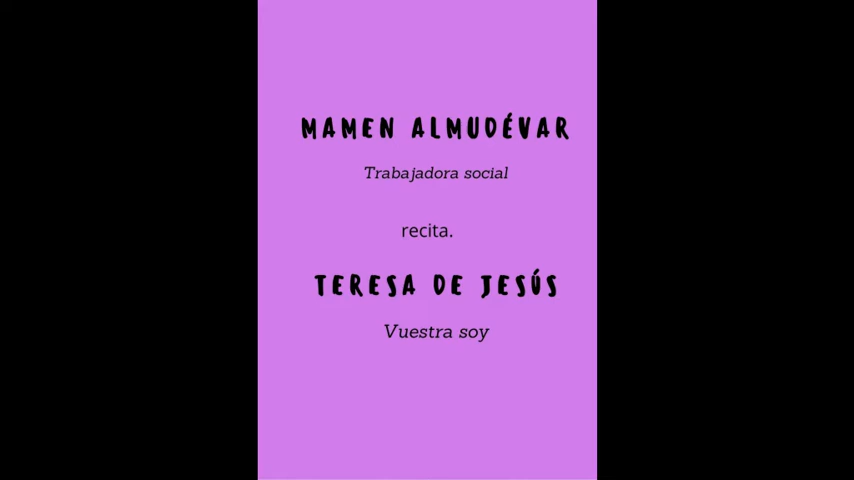 MAMEN ALMUDÉVAR
Trabajadora social
recita.
TERESA DE JESÚS
Vuestra soy